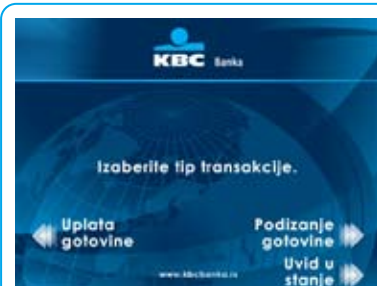 KBC Banka
Izaberite tip transakcije.
Uplata
gotovine
Podizanje
gotovine
Uvid u
stanje
www.kbcbanka.rs